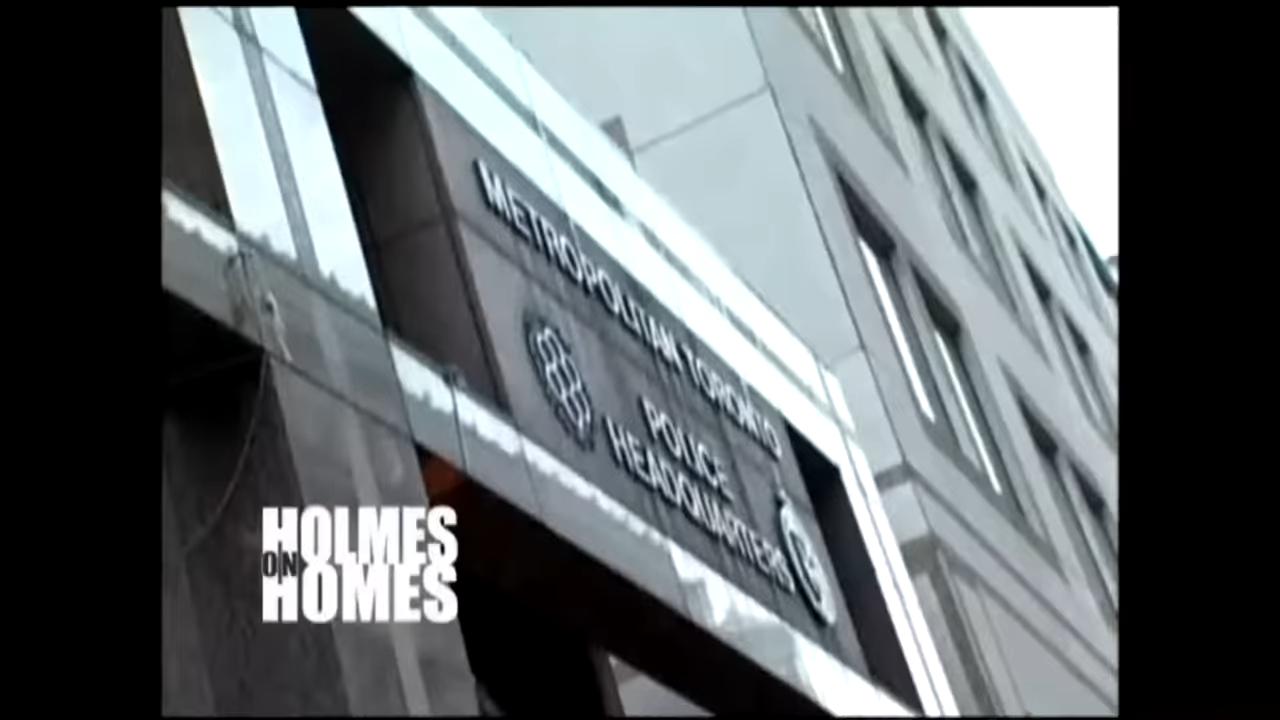 METROPOLITAN TORONTO
POLICE
HEADQUARTERS
HOLMES
ON
HOMES